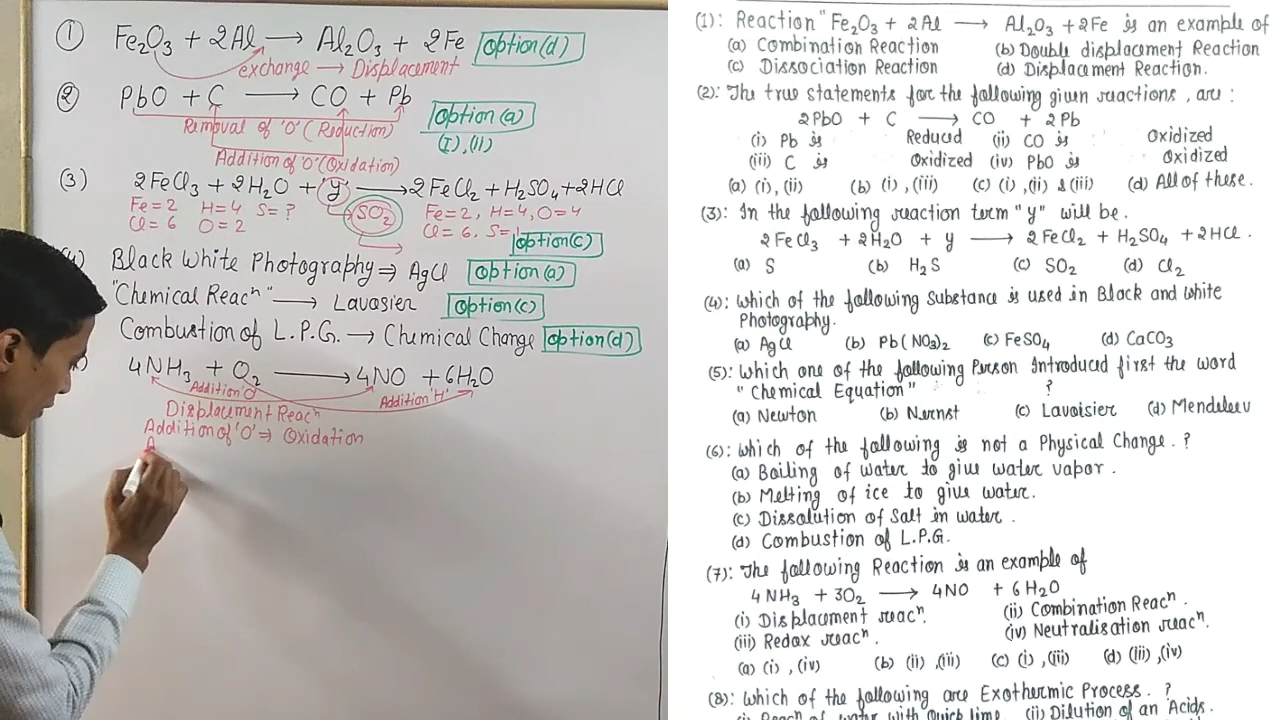 ① Fe2O3 + 2Al → Al2O3 + 2Fe option(d)
exchange → Displacement
② PbO + C → CO + Pb option(a)
Removal of 'O' (Reduction) (I),(II)
Addition of 'O' (Oxidation)
(3) 2FeCl3 + 2H2O + 'y' → 2FeCl2 + H2SO4 + 2HCl
Fe=2 H=4 S=? SO2 Fe=2, H=4, O=4
Cl=6 O=2 Cl=6, S=1
option(c)
Black White Photography ⇒ AgCl option(a)
"Chemical Reacn" → Lavosier option(c)
Combustion of L.P.G. → Chemical Change option(d)
4NH3 + O2 → 4NO + 6H2O
Addition 'O' Addition 'H'
Displacement Reacn
Addition of 'O' ⇒ Oxidation
A
(1): Reaction " Fe2O3 + 2Al → Al2O3 + 2Fe is an example of
(a) Combination Reaction (b) Double displacement Reaction
(c) Dissociation Reaction (d) Displacement Reaction.
(2): The true statements for the following given reactions, are :
2PbO + C → CO + 2Pb
(i) Pb is Reduced (ii) CO is Oxidized
(iii) C is Oxidized (iv) PbO is Oxidized
(a) (i), (ii) (b) (i), (iii) (c) (i), (ii) & (iii) (d) All of these.
(3): In the following reaction term "y" will be.
2FeCl3 + 2H2O + y → 2FeCl2 + H2SO4 + 2HCl.
(a) S (b) H2S (c) SO2 (d) Cl2
(4): Which of the following Substance is used in Black and white
Photography.
(a) AgCl (b) Pb(NO3)2 (c) FeSO4 (d) CaCO3
(5): Which one of the following Person Introduced first the word
"Chemical Equation" ?
(a) Newton (b) Nernst (c) Lavoisier (d) Mendeleev
(6): Which of the following is not a Physical Change. ?
(a) Boiling of water to give water vapor.
(b) Melting of ice to give water.
(c) Dissolution of Salt in water.
(d) Combustion of L.P.G.
(7): The following Reaction is an example of
4NH3 + 3O2 → 4NO + 6H2O
(i) Displacement reacn. (ii) Combination Reacn.
(iii) Redox reacn. (iv) Neutralisation reacn.
(a) (i), (iv) (b) (ii), (iii) (c) (i), (iii) (d) (iii), (iv)
(8): Which of the following are Exothermic Process. ?
(i) Reacn of water with Quick lime (ii) Dilution of an Acids.